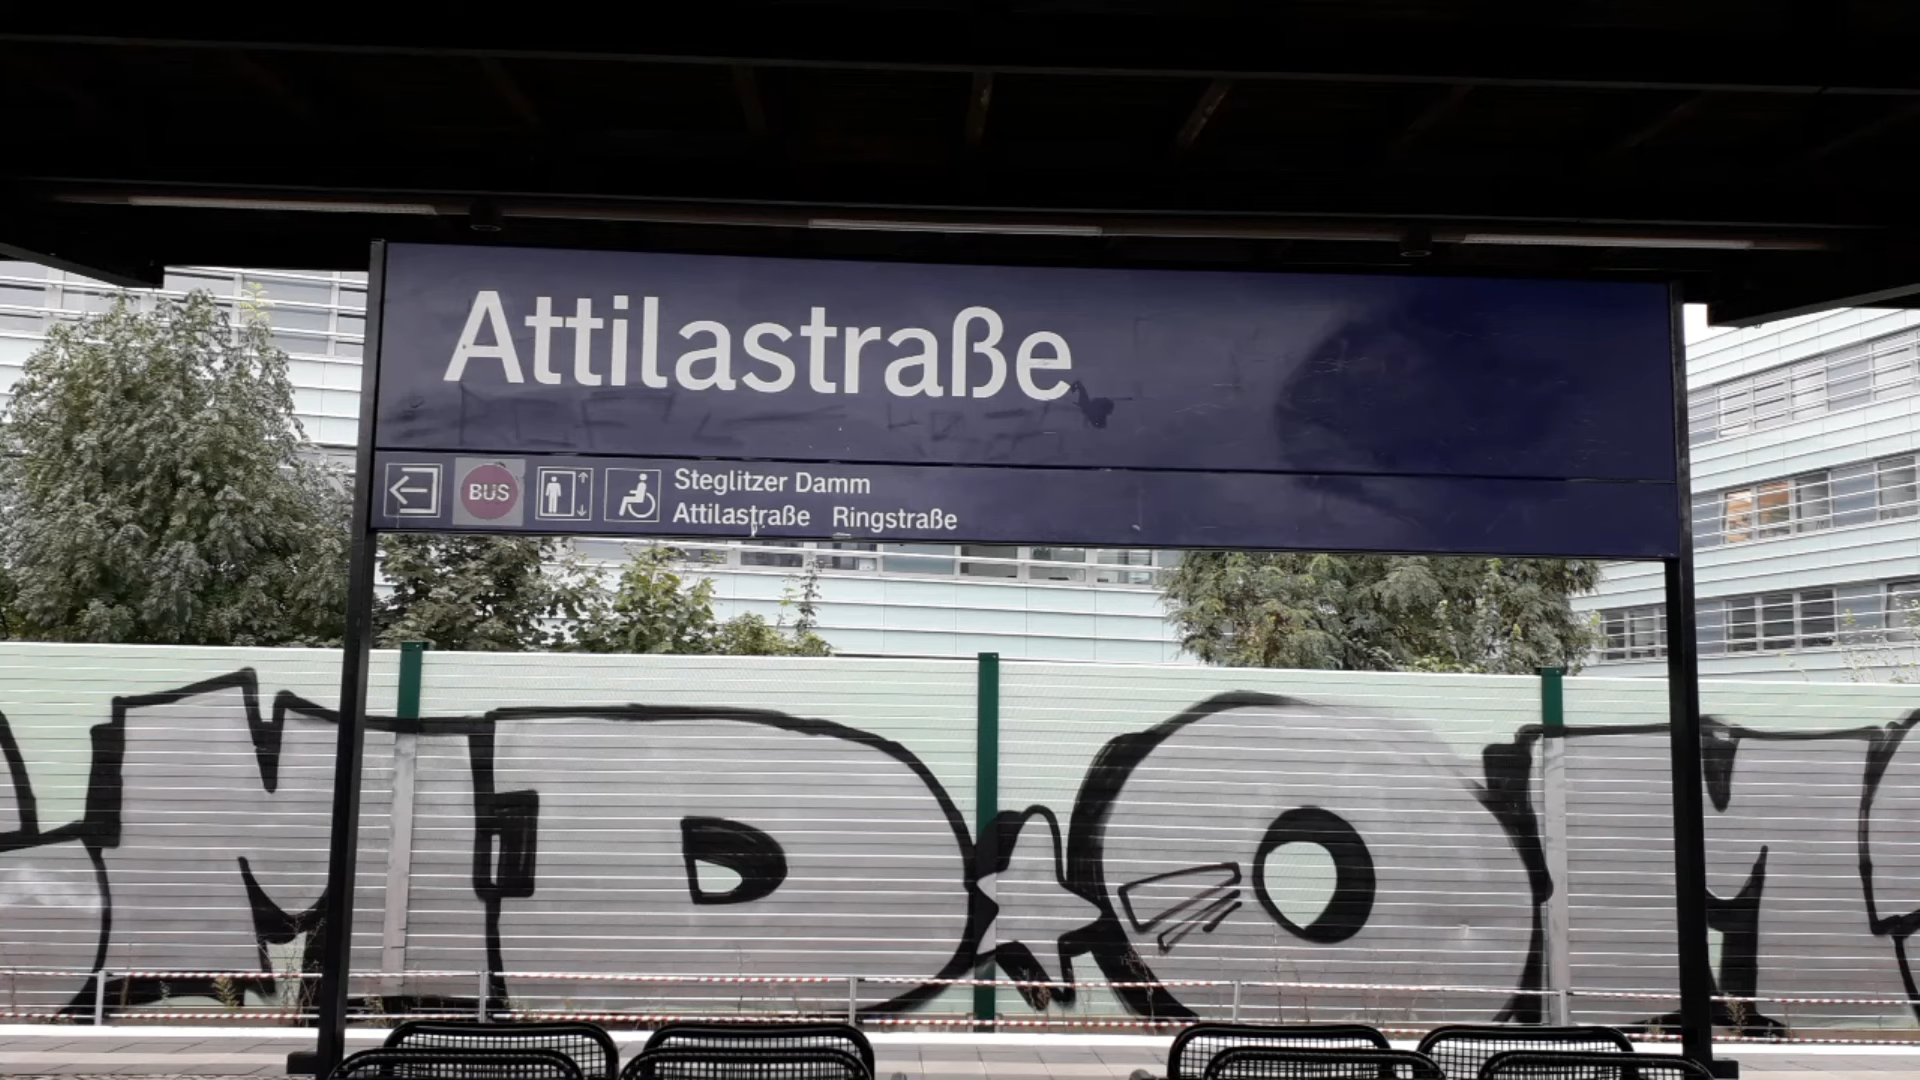 Attilastraße
BUS
Steglitzer Damm
Attilastraße Ringstraße